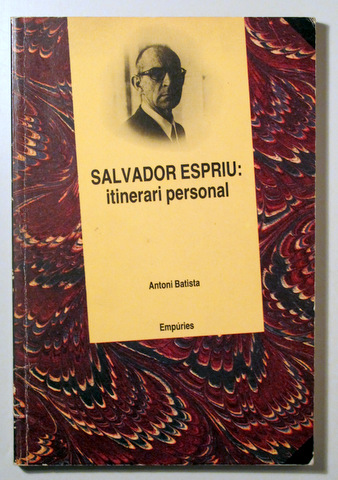 SALVADOR ESPRIU:
itinerari personal
Antoni Batista
Empúries